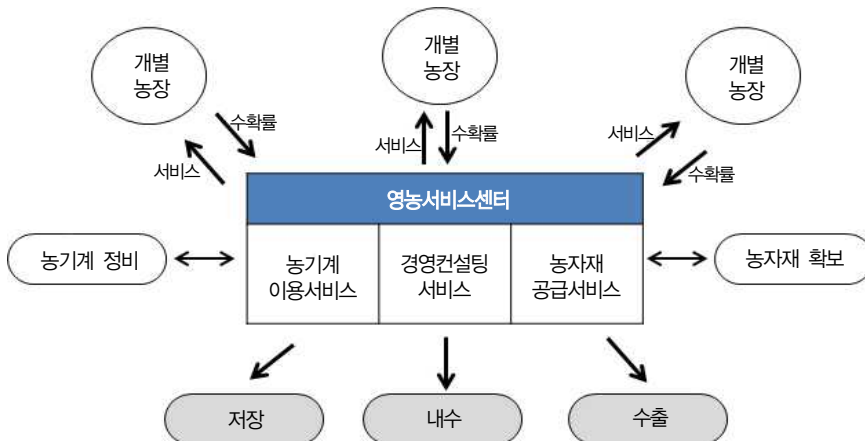 개별
농장
개별
농장
개별
농장
수확률
서비스
수확률
서비스
서비스
수확률
영농서비스센터
농기계 정비
농기계
이용서비스
경영컨설팅
서비스
농자재
공급서비스
농자재 확보
저장
내수
수출